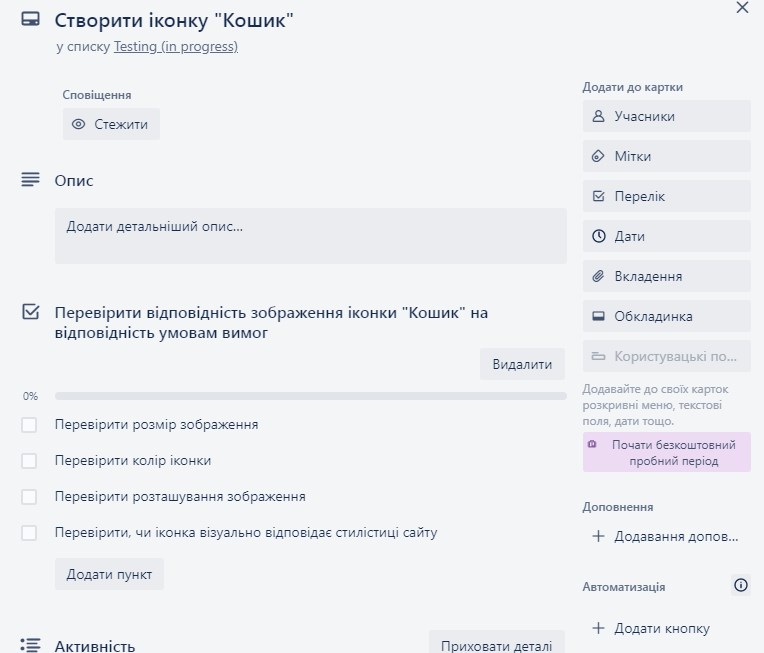 Створити іконку "Кошик"
у списку Testing (in progress)
Сповіщення
Стежити
Опис
Додати детальніший опис...
Перевірити відповідність зображення іконки "Кошик" на
відповідність умовам вимог
Видалити
0%
Перевірити розмір зображення
Перевірити колір іконки
Перевірити розташування зображення
Перевірити, чи іконка візуально відповідає стилістиці сайту
Додати пункт
Активність
Приховати деталі
Додати до картки
Учасники
Мітки
Перелік
Дати
Вкладення
Обкладинка
Користувацькі по...
Додавайте до своїх карток
розкривні меню, текстові
поля, дати тощо.
Почати безкоштовний
пробний період
Доповнення
Додавання допов...
Автоматизація
Додати кнопку